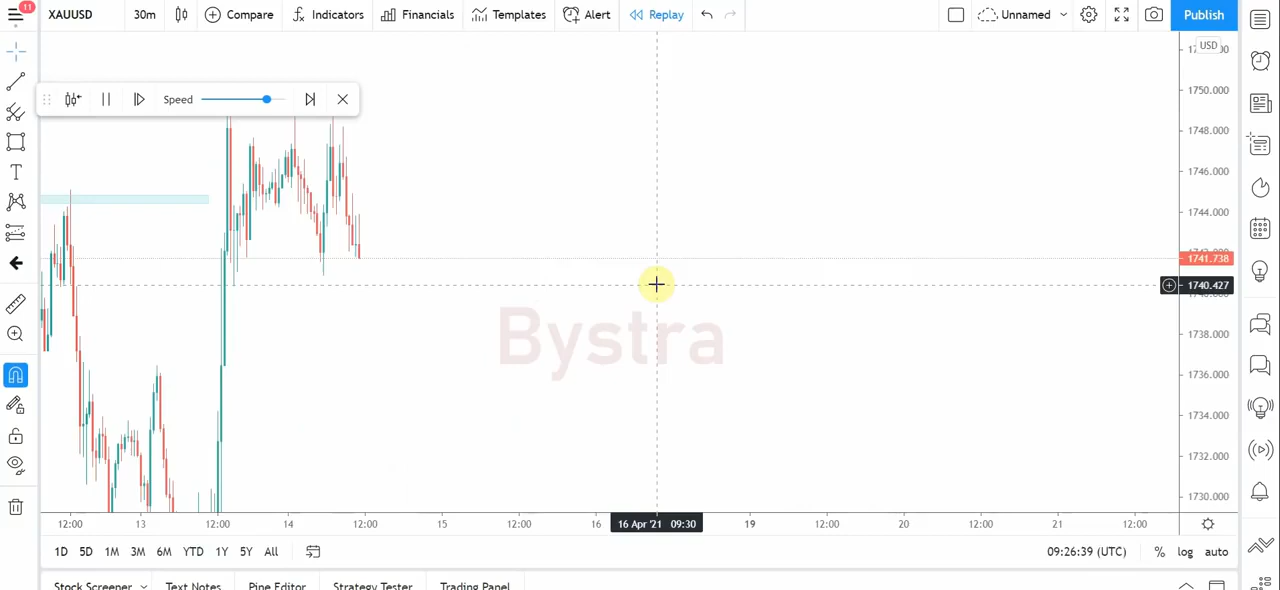 11
XAUUSD
30m
Compare
Indicators
Financials
Templates
Alert
Replay
Unnamed
Publish
USD
Speed
1750.000
1748.000
1746.000
1744.000
1741.738
1740.427
1738.000
1736.000
1734.000
1732.000
1730.000
Bystra
12:00
13
12:00
14
12:00
15
12:00
16
16 Apr '21 09:30
19
12:00
20
12:00
21
12:00
1D
5D
1M
3M
6M
YTD
1Y
5Y
All
09:26:39 (UTC)
%
log
auto
Stock Screener
Text Notes
Pine Editor
Strategy Tester
Trading Panel